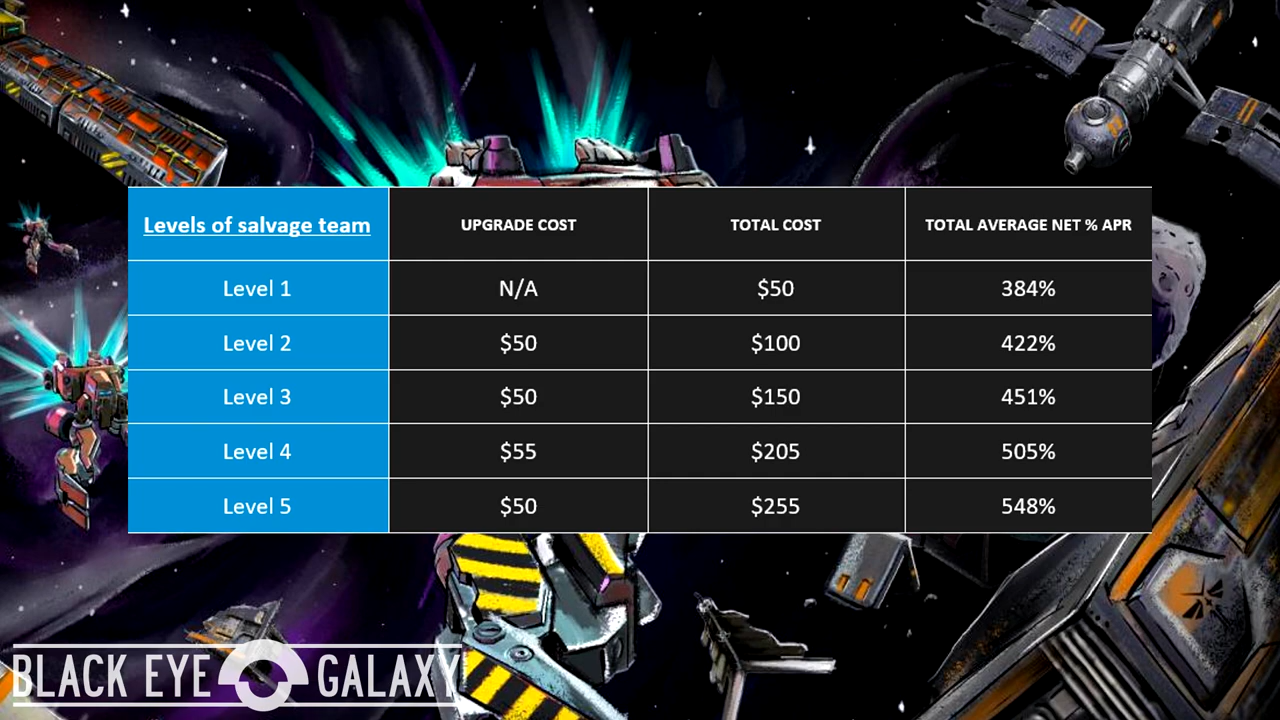 Levels of salvage team UPGRADE COST TOTAL COST TOTAL AVERAGE NET % APR
Level 1 N/A $50 384%
Level 2 $50 $100 422%
Level 3 $50 $150 451%
Level 4 $55 $205 505%
Level 5 $50 $255 548%
BLACK EYE GALAXY